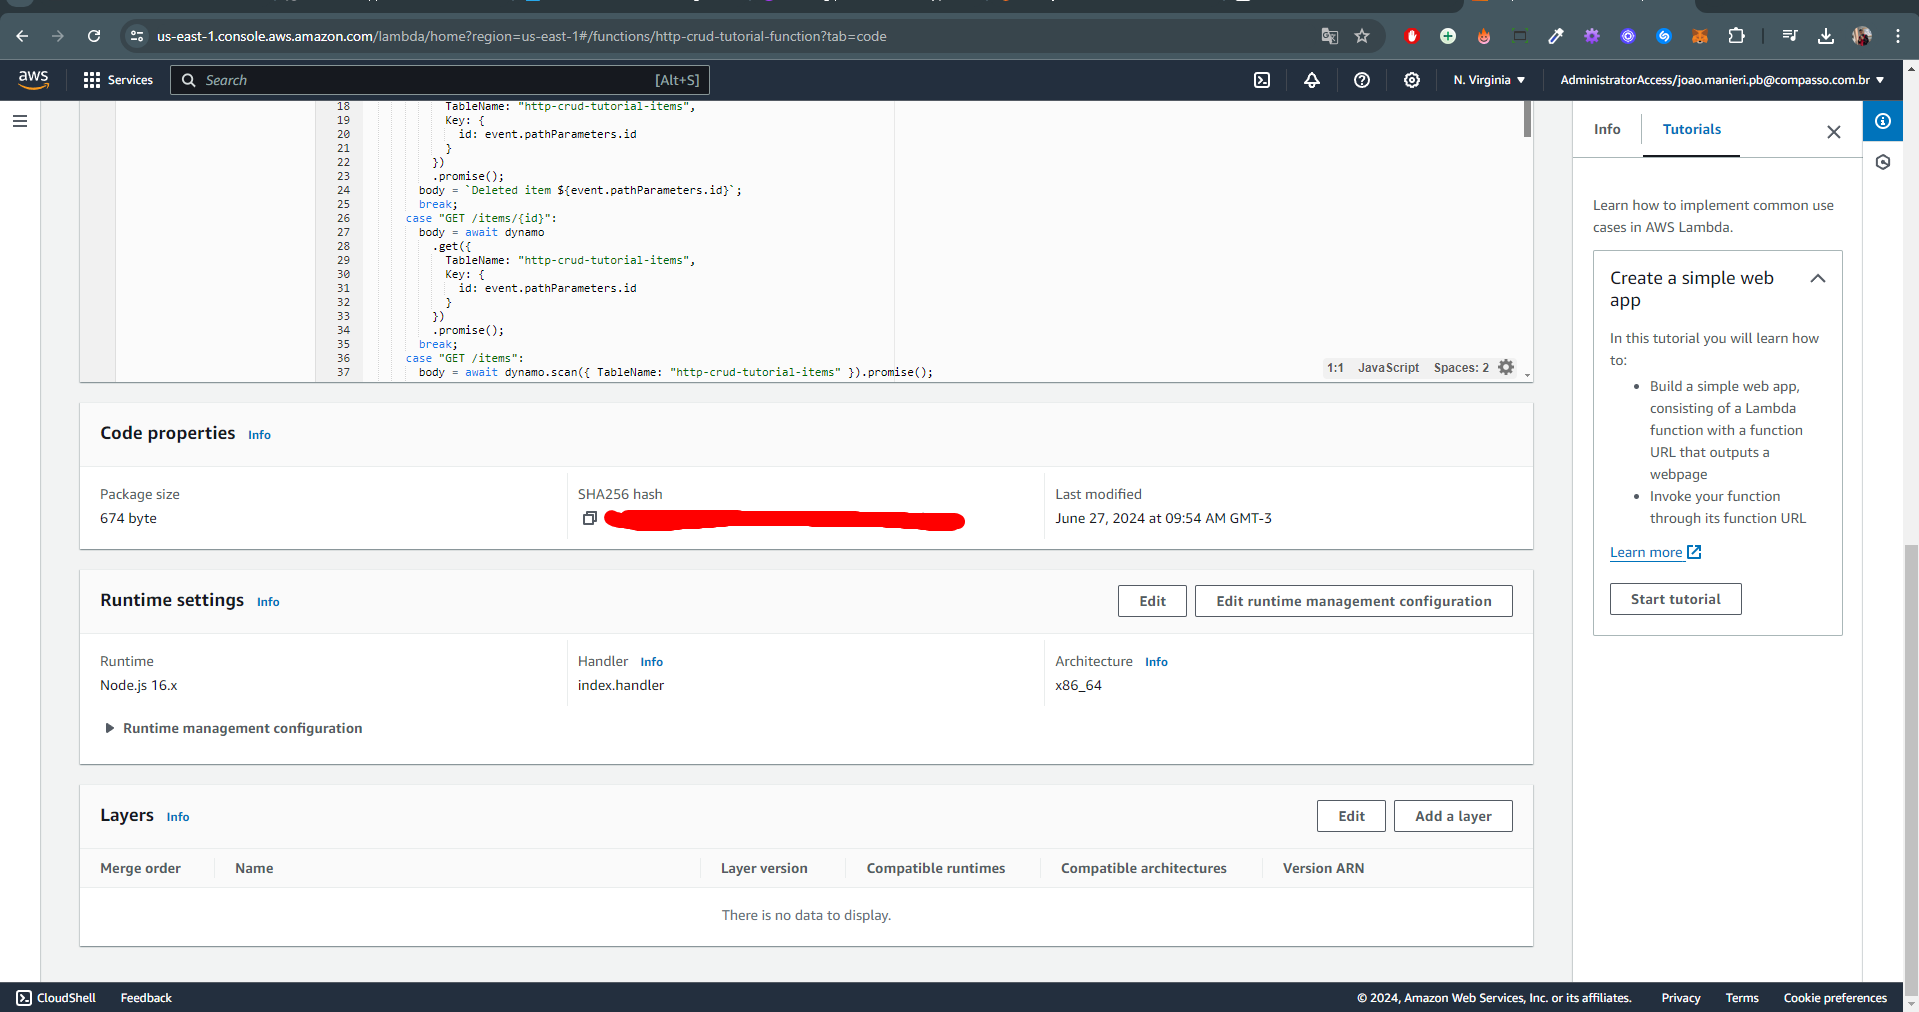 us-east-1.console.aws.amazon.com/lambda/home?region=us-east-1#/functions/http-crud-tutorial-function?tab=code
aws
Services
Search
[Alt+S]
N. Virginia
AdministratorAccess/joao.manieri.pb@compasso.com.br
18 TableName: "http-crud-tutorial-items",
19 Key: {
20 id: event.pathParameters.id
21 }
22 })
23 .promise();
24 body = `Deleted item ${event.pathParameters.id}`;
25 break;
26 case "GET /items/{id}":
27 body = await dynamo
28 .get({
29 TableName: "http-crud-tutorial-items",
30 Key: {
31 id: event.pathParameters.id
32 }
33 })
34 .promise();
35 break;
36 case "GET /items":
37 body = await dynamo.scan({ TableName: "http-crud-tutorial-items" }).promise();
1:1 JavaScript Spaces: 2
Code properties Info
Package size
674 byte
SHA256 hash
Last modified
June 27, 2024 at 09:54 AM GMT-3
Runtime settings Info
Edit
Edit runtime management configuration
Runtime
Node.js 16.x
Handler Info
index.handler
Architecture Info
x86_64
Runtime management configuration
Layers Info
Edit
Add a layer
Merge order
Name
Layer version
Compatible runtimes
Compatible architectures
Version ARN
There is no data to display.
Info
Tutorials
Learn how to implement common use
cases in AWS Lambda.
Create a simple web
app
In this tutorial you will learn how
to:
• Build a simple web app,
consisting of a Lambda
function with a function
URL that outputs a
webpage
• Invoke your function
through its function URL
Learn more
Start tutorial
CloudShell
Feedback
© 2024, Amazon Web Services, Inc. or its affiliates.
Privacy
Terms
Cookie preferences